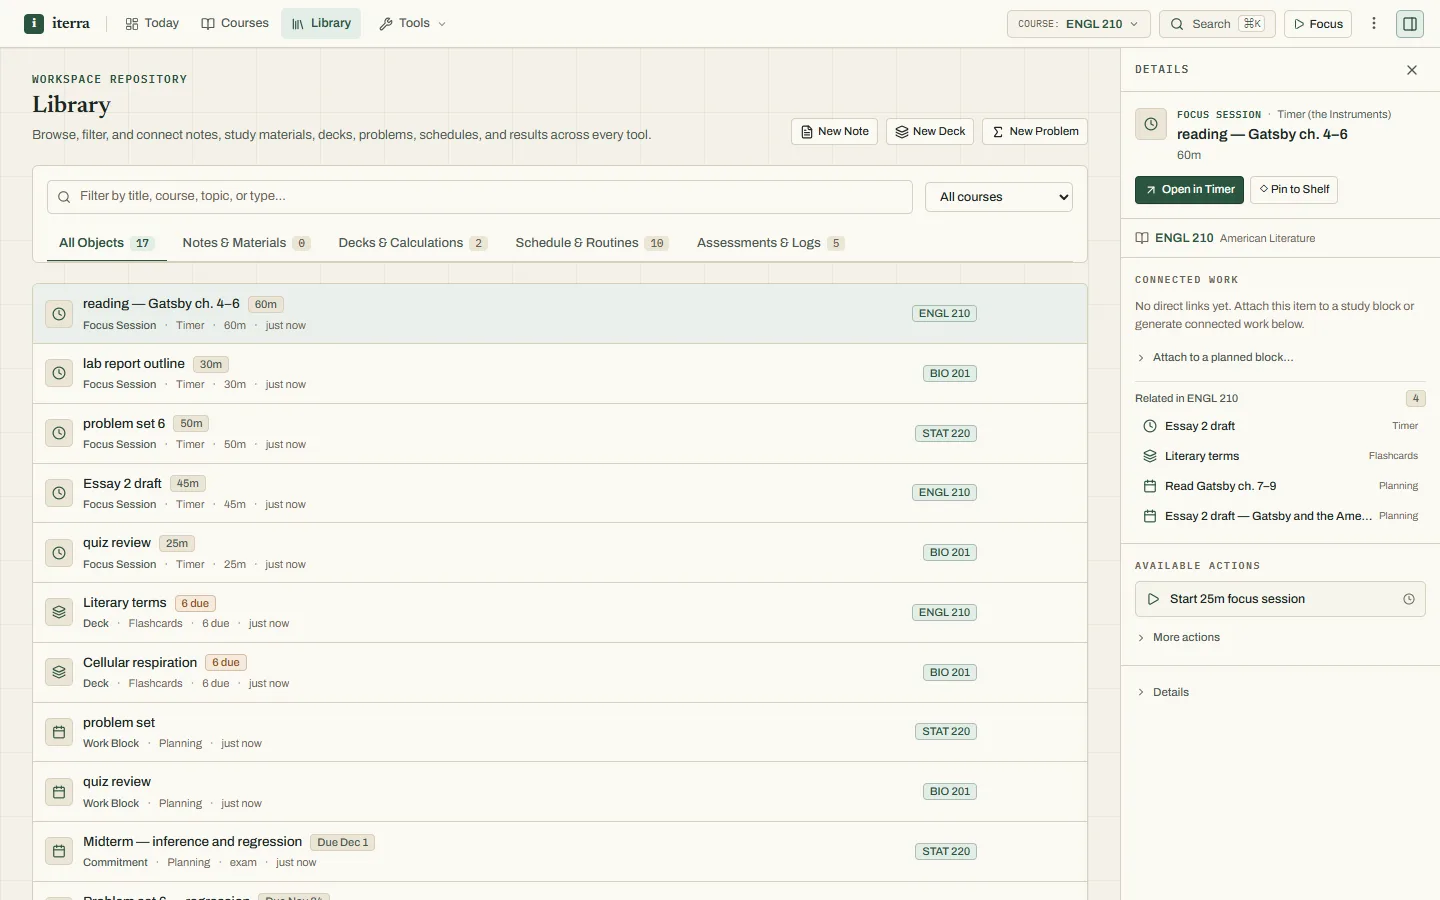 i iterra Today Courses Library Tools COURSE: ENGL 210 Search ⌘K Focus
WORKSPACE REPOSITORY
Library
Browse, filter, and connect notes, study materials, decks, problems, schedules, and results across every tool.
New Note New Deck New Problem
Filter by title, course, topic, or type... All courses
All Objects 17 Notes & Materials 0 Decks & Calculations 2 Schedule & Routines 10 Assessments & Logs 5
reading — Gatsby ch. 4–6 60m
Focus Session · Timer · 60m · just now
ENGL 210
lab report outline 30m
Focus Session · Timer · 30m · just now
BIO 201
problem set 6 50m
Focus Session · Timer · 50m · just now
STAT 220
Essay 2 draft 45m
Focus Session · Timer · 45m · just now
ENGL 210
quiz review 25m
Focus Session · Timer · 25m · just now
BIO 201
Literary terms 6 due
Deck · Flashcards · 6 due · just now
ENGL 210
Cellular respiration 6 due
Deck · Flashcards · 6 due · just now
BIO 201
problem set
Work Block · Planning · just now
STAT 220
quiz review
Work Block · Planning · just now
BIO 201
Midterm — inference and regression Due Dec 1
Commitment · Planning · exam · just now
STAT 220
DETAILS
FOCUS SESSION · Timer (the Instruments)
reading — Gatsby ch. 4–6
60m
Open in Timer Pin to Shelf
ENGL 210 American Literature
CONNECTED WORK
No direct links yet. Attach this item to a study block or
generate connected work below.
Attach to a planned block...
Related in ENGL 210 4
Essay 2 draft Timer
Literary terms Flashcards
Read Gatsby ch. 7–9 Planning
Essay 2 draft — Gatsby and the Ame... Planning
AVAILABLE ACTIONS
Start 25m focus session
More actions
Details